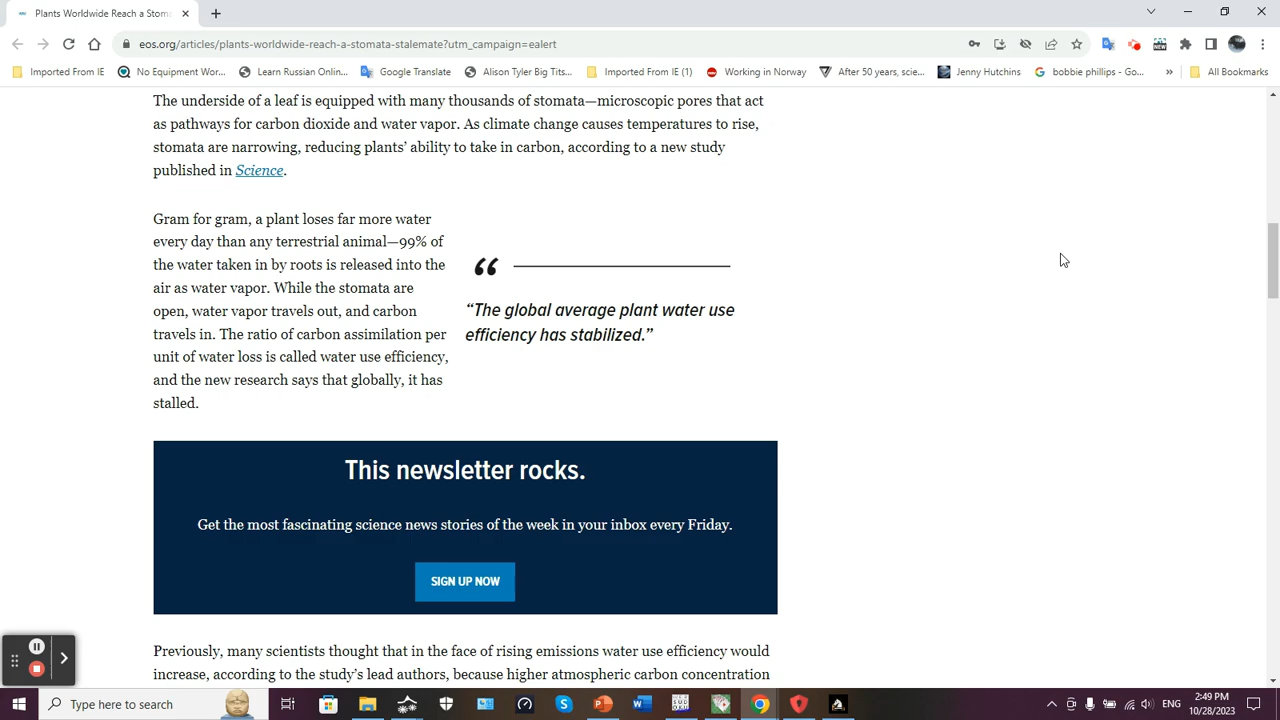 Plants Worldwide Reach a Stoma
eos.org/articles/plants-worldwide-reach-a-stomata-stalemate?utm_campaign=ealert
Imported From IE
No Equipment Wor...
Learn Russian Onlin...
Google Translate
Alison Tyler Big Tits...
Imported From IE (1)
Working in Norway
After 50 years, scie...
Jenny Hutchins
bobbie phillips - Go...
»
All Bookmarks
The underside of a leaf is equipped with many thousands of stomata—microscopic pores that act
as pathways for carbon dioxide and water vapor. As climate change causes temperatures to rise,
stomata are narrowing, reducing plants’ ability to take in carbon, according to a new study
published in Science.
Gram for gram, a plant loses far more water
every day than any terrestrial animal—99% of
the water taken in by roots is released into the
air as water vapor. While the stomata are
open, water vapor travels out, and carbon
travels in. The ratio of carbon assimilation per
unit of water loss is called water use efficiency,
and the new research says that globally, it has
stalled.
“
“The global average plant water use
efficiency has stabilized.”
This newsletter rocks.
Get the most fascinating science news stories of the week in your inbox every Friday.
SIGN UP NOW
Previously, many scientists thought that in the face of rising emissions water use efficiency would
increase, according to the study’s lead authors, because higher atmospheric carbon concentration
Type here to search
ENG
2:49 PM
10/28/2023